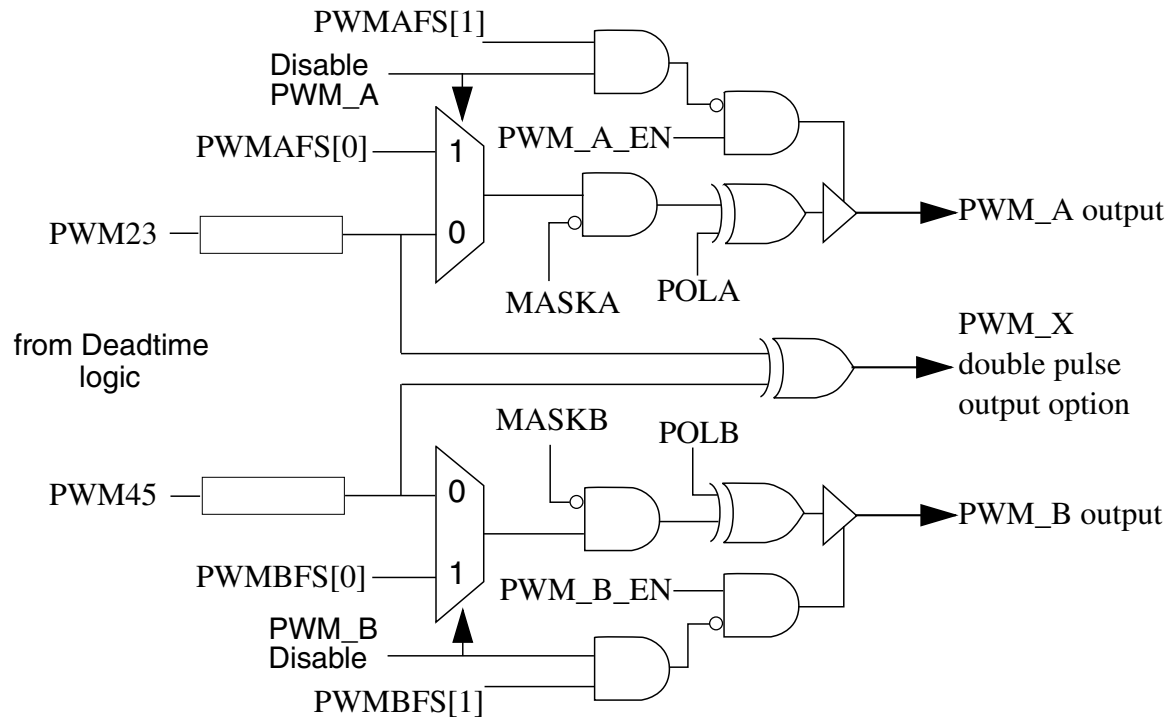 PWMAFS[1]
Disable
PWM_A
PWMAFS[0]
1
PWM_A_EN
PWM23
0
PWM_A output
MASKA
POLA
from Deadtime
logic
PWM_X
double pulse
output option
MASKB
POLB
PWM45
0
PWM_B output
PWMBFS[0]
1
PWM_B_EN
PWM_B
Disable
PWMBFS[1]